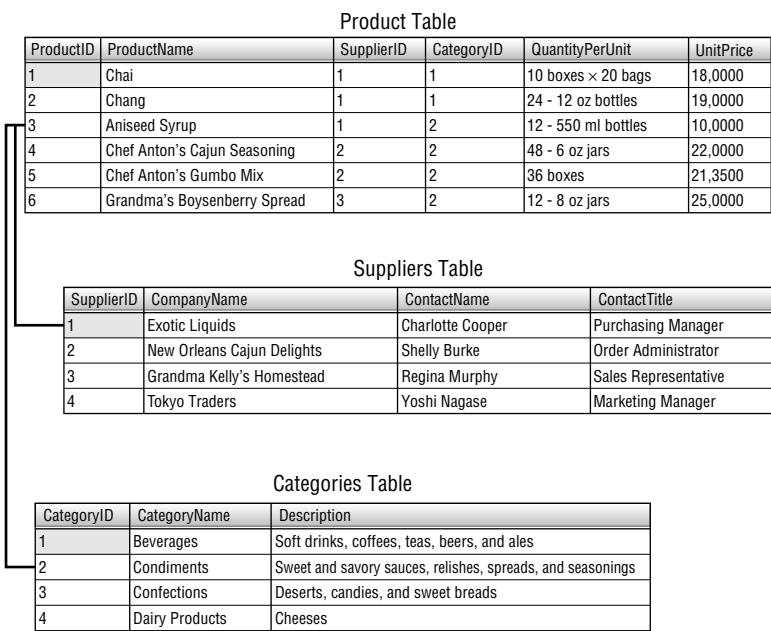 Product Table
ProductID ProductName SupplierID CategoryID QuantityPerUnit UnitPrice
1 Chai 1 1 10 boxes × 20 bags 18,0000
2 Chang 1 1 24 - 12 oz bottles 19,0000
3 Aniseed Syrup 1 2 12 - 550 ml bottles 10,0000
4 Chef Anton's Cajun Seasoning 2 2 48 - 6 oz jars 22,0000
5 Chef Anton's Gumbo Mix 2 2 36 boxes 21,3500
6 Grandma's Boysenberry Spread 3 2 12 - 8 oz jars 25,0000
Suppliers Table
SupplierID CompanyName ContactName ContactTitle
1 Exotic Liquids Charlotte Cooper Purchasing Manager
2 New Orleans Cajun Delights Shelly Burke Order Administrator
3 Grandma Kelly's Homestead Regina Murphy Sales Representative
4 Tokyo Traders Yoshi Nagase Marketing Manager
Categories Table
CategoryID CategoryName Description
1 Beverages Soft drinks, coffees, teas, beers, and ales
2 Condiments Sweet and savory sauces, relishes, spreads, and seasonings
3 Confections Deserts, candies, and sweet breads
4 Dairy Products Cheeses